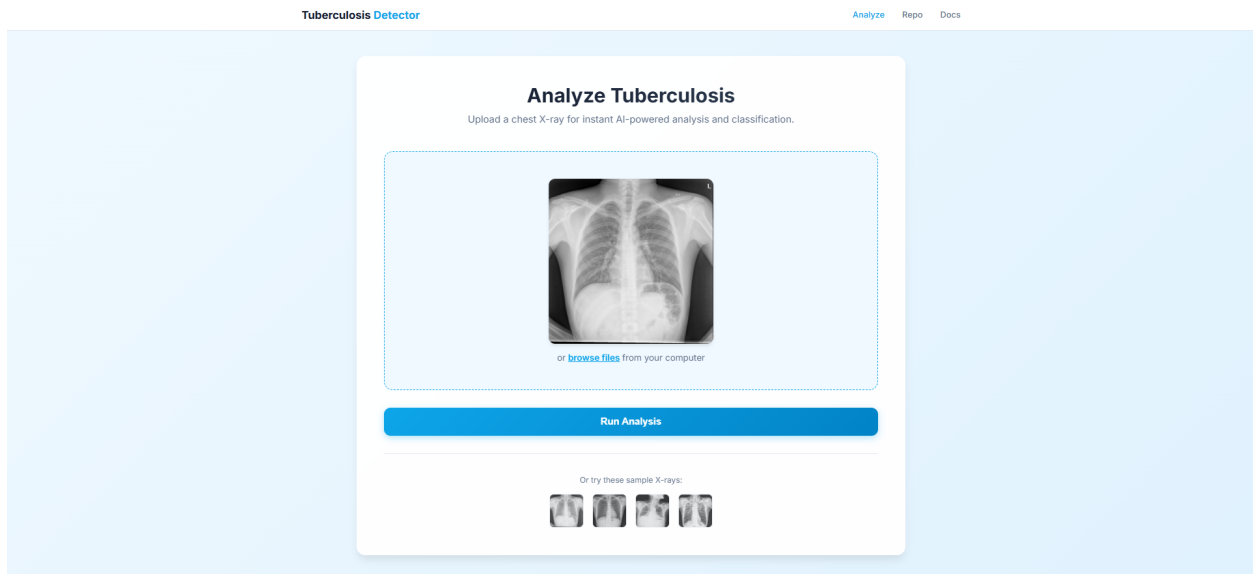 Tuberculosis Detector
Analyze Repo Docs
Analyze Tuberculosis
Upload a chest X-ray for instant AI-powered analysis and classification.
L
or browse files from your computer
Run Analysis
Or try these sample X-rays: